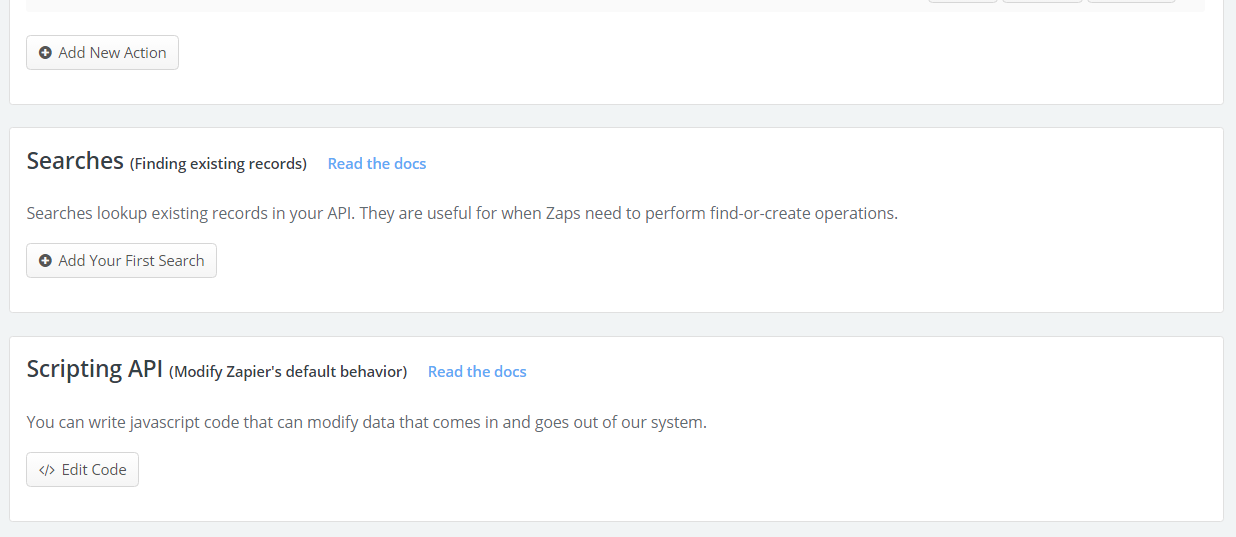 Add New Action
Searches (Finding existing records) Read the docs
Searches lookup existing records in your API. They are useful for when Zaps need to perform find-or-create operations.
Add Your First Search
Scripting API (Modify Zapier's default behavior) Read the docs
You can write javascript code that can modify data that comes in and goes out of our system.
</> Edit Code